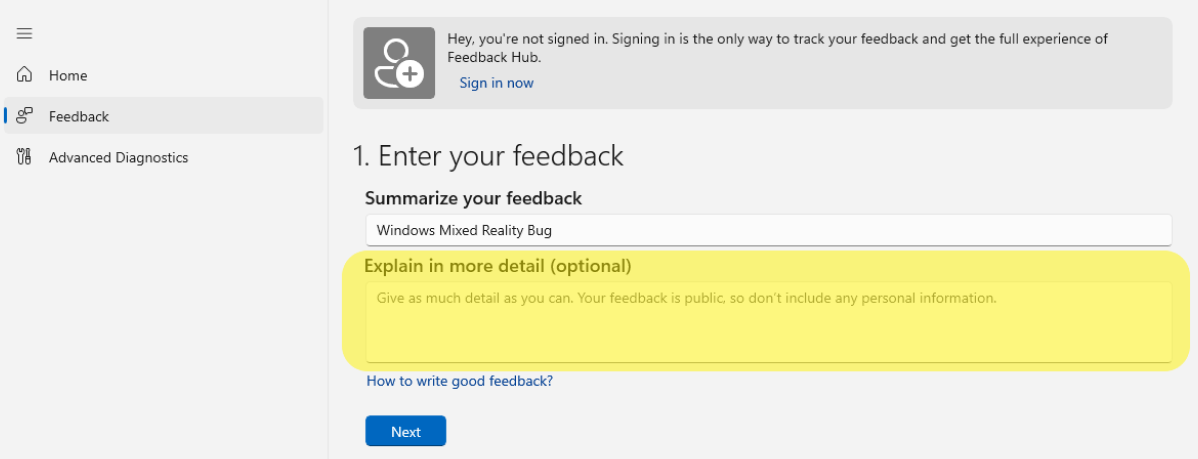 Home
Feedback
Advanced Diagnostics
Hey, you're not signed in. Signing in is the only way to track your feedback and get the full experience of
Feedback Hub.
Sign in now
1. Enter your feedback
Summarize your feedback
Windows Mixed Reality Bug
Explain in more detail (optional)
Give as much detail as you can. Your feedback is public, so don't include any personal information.
How to write good feedback?
Next